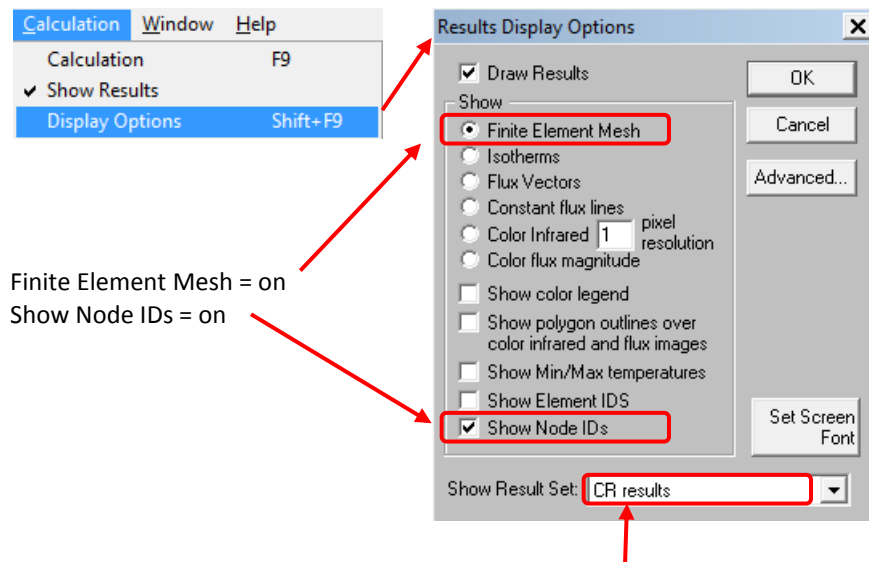 Calculation Window Help
Calculation F9
✓ Show Results
Display Options Shift+F9
Finite Element Mesh = on
Show Node IDs = on
Results Display Options
Draw Results
OK
Show
Finite Element Mesh
Cancel
Isotherms
Flux Vectors
Advanced...
Constant flux lines
Color Infrared 1 pixel
resolution
Color flux magnitude
Show color legend
Show polygon outlines over
color infrared and flux images
Show Min/Max temperatures
Show Element IDS
Show Node IDs
Set Screen
Font
Show Result Set: CR results